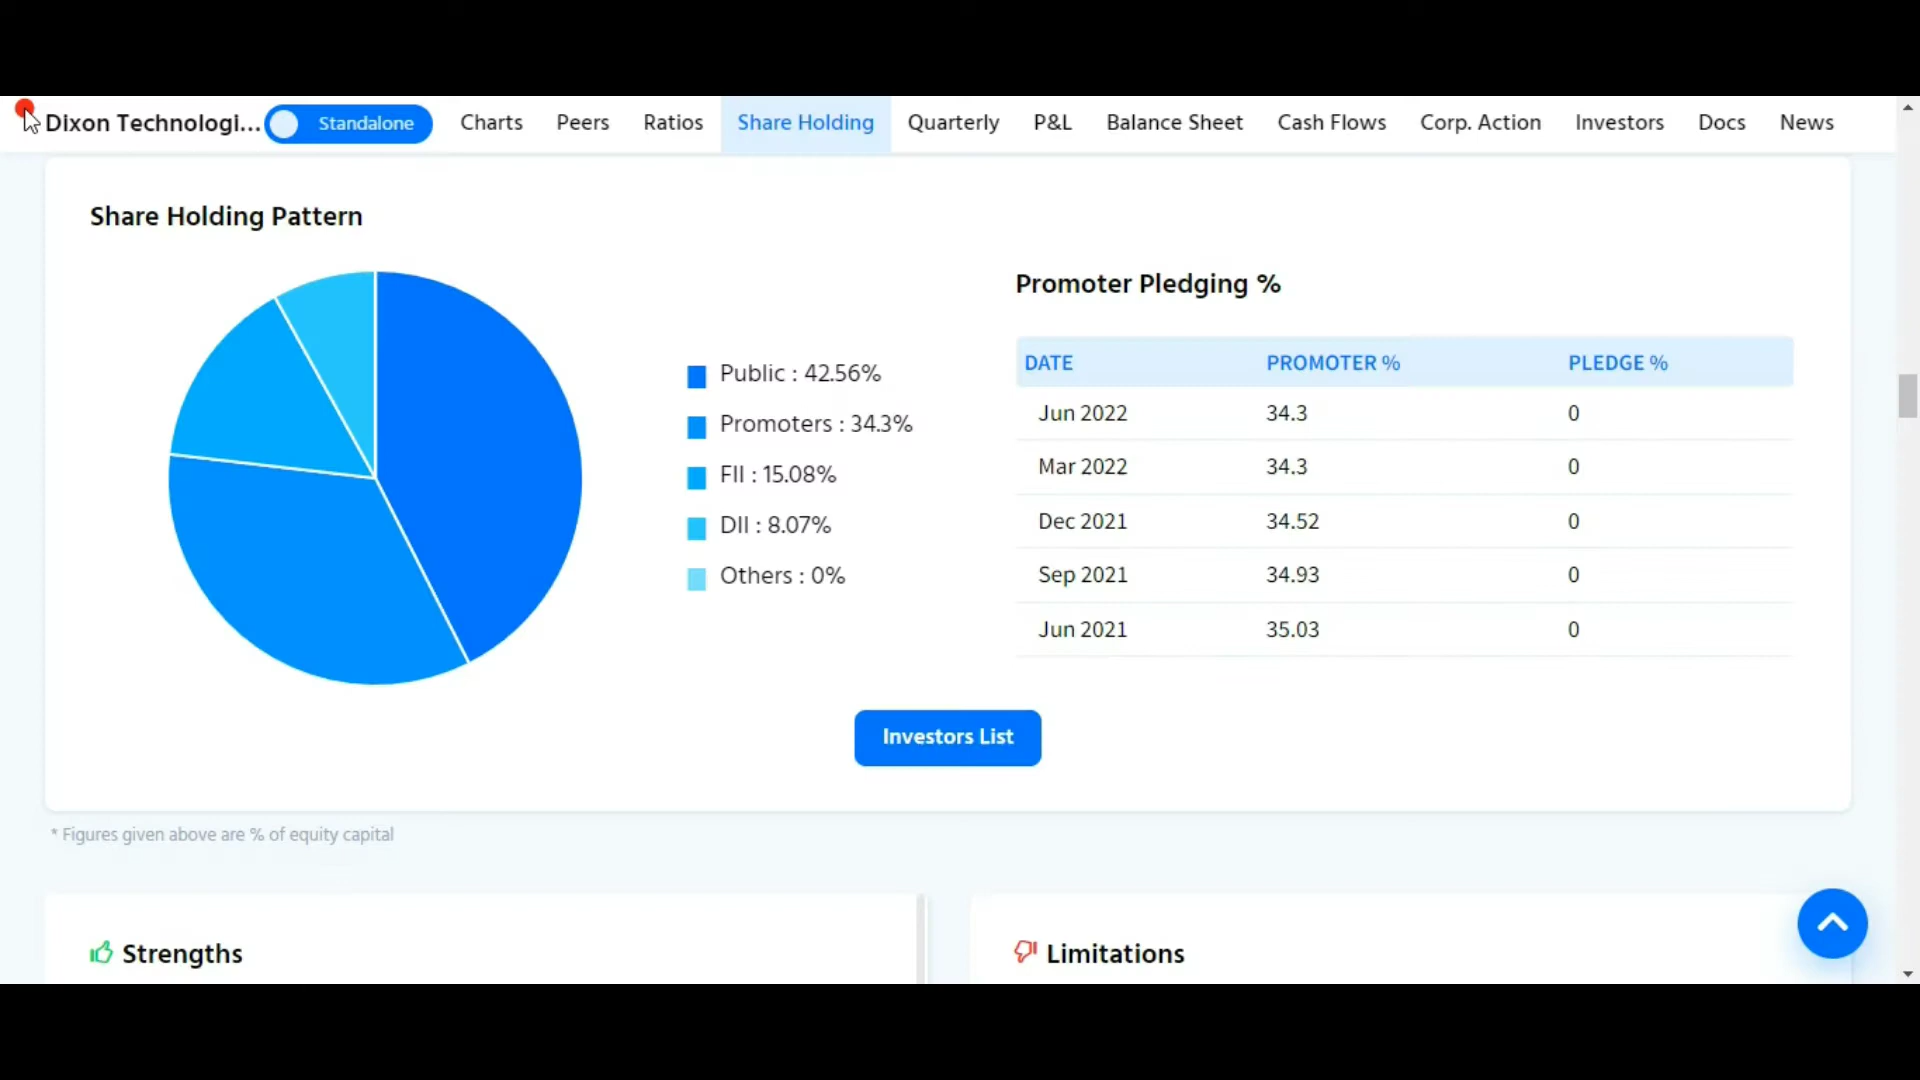 Dixon Technologi... Standalone Charts Peers Ratios Share Holding Quarterly P&L Balance Sheet Cash Flows Corp. Action Investors Docs News
Share Holding Pattern
Public : 42.56%
Promoters : 34.3%
FII : 15.08%
DII : 8.07%
Others : 0%
Promoter Pledging %
DATE PROMOTER % PLEDGE %
Jun 2022 34.3 0
Mar 2022 34.3 0
Dec 2021 34.52 0
Sep 2021 34.93 0
Jun 2021 35.03 0
Investors List
* Figures given above are % of equity capital
Strengths
Limitations